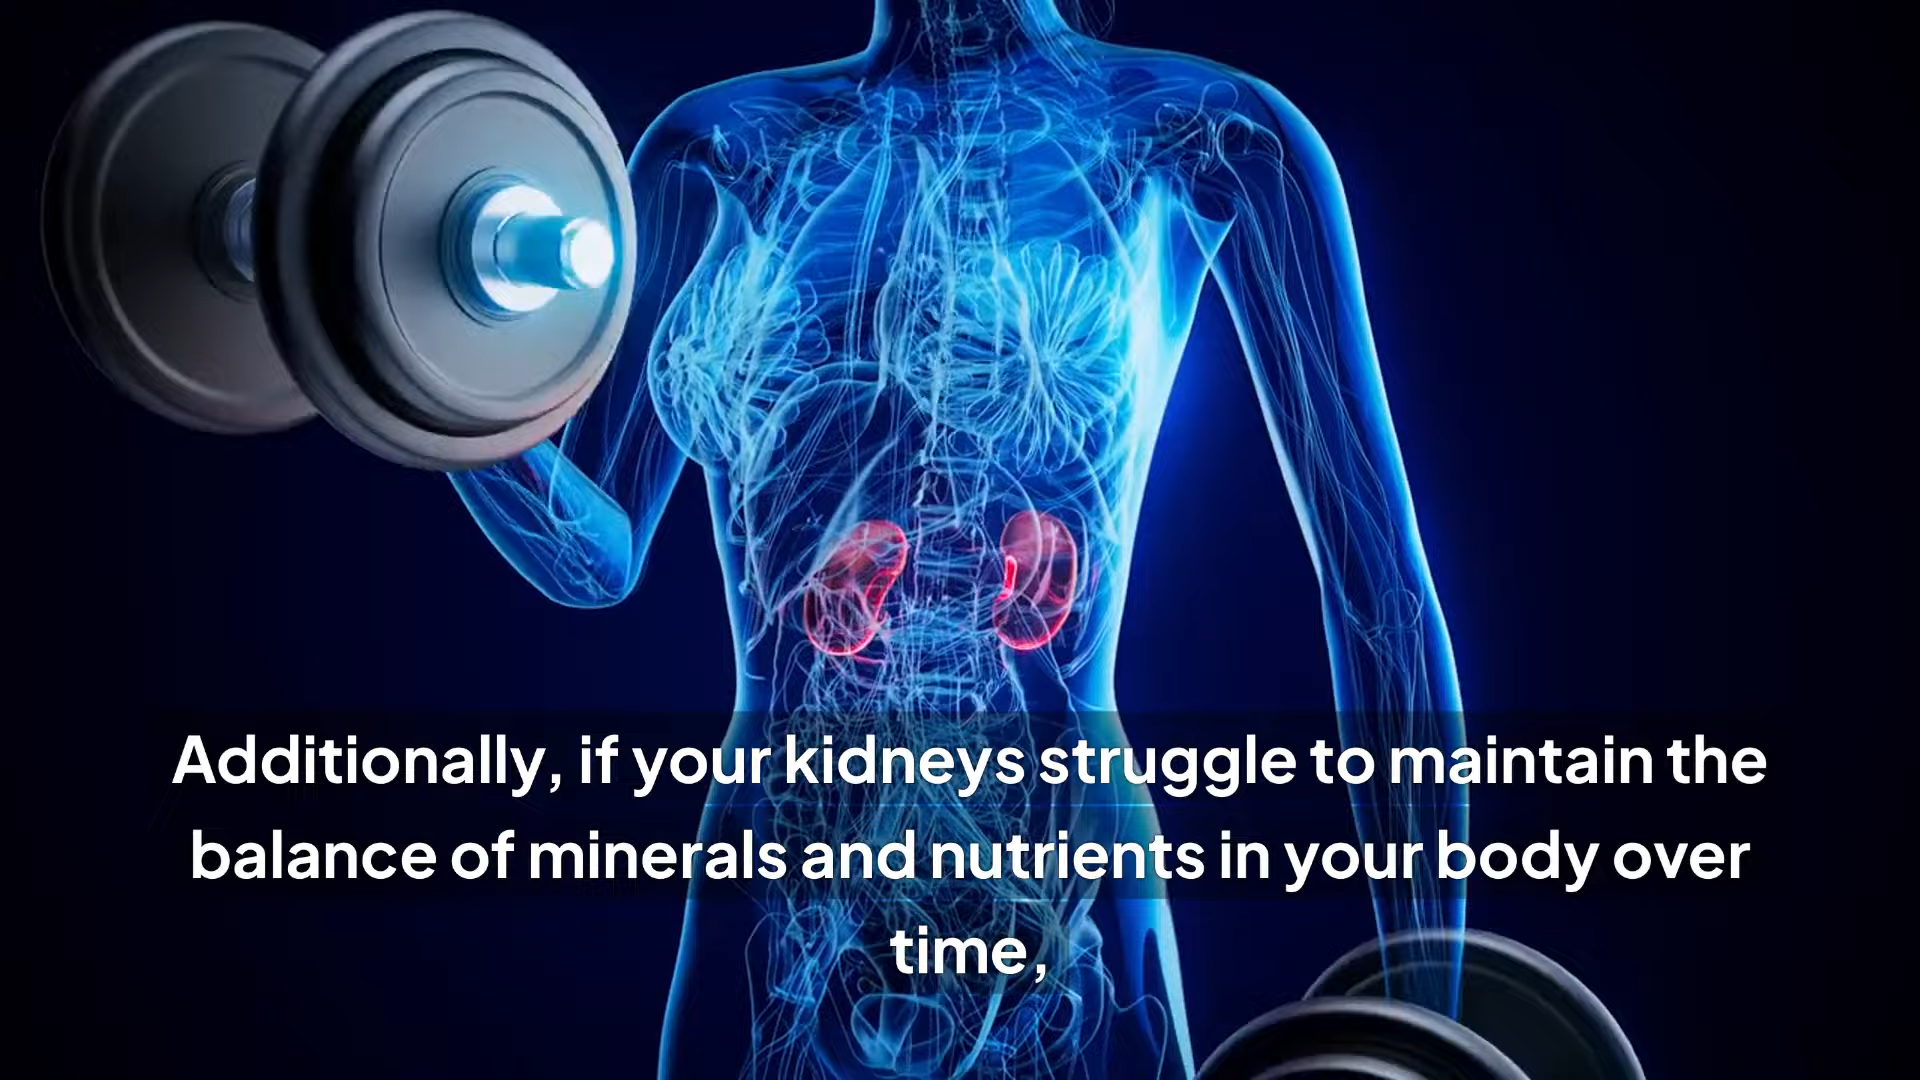 Additionally, if your kidneys struggle to maintain the
balance of minerals and nutrients in your body over
time,